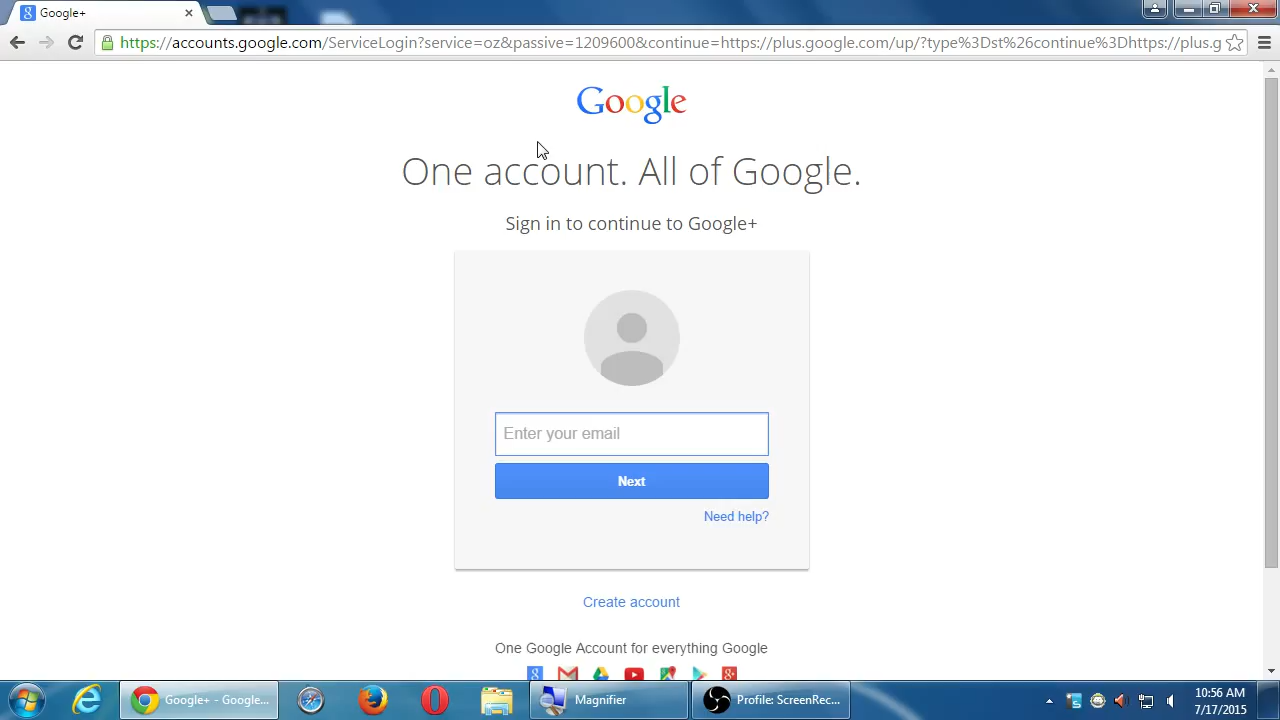 Google+
https://accounts.google.com/ServiceLogin?service=oz&passive=1209600&continue=https://plus.google.com/up/?type%3Dst%26continue%3Dhttps://plus.g
Google
One account. All of Google.
Sign in to continue to Google+
Enter your email
Next
Need help?
Create account
One Google Account for everything Google
Google+ - Google...
Magnifier
Profile: ScreenRec...
10:56 AM
7/17/2015